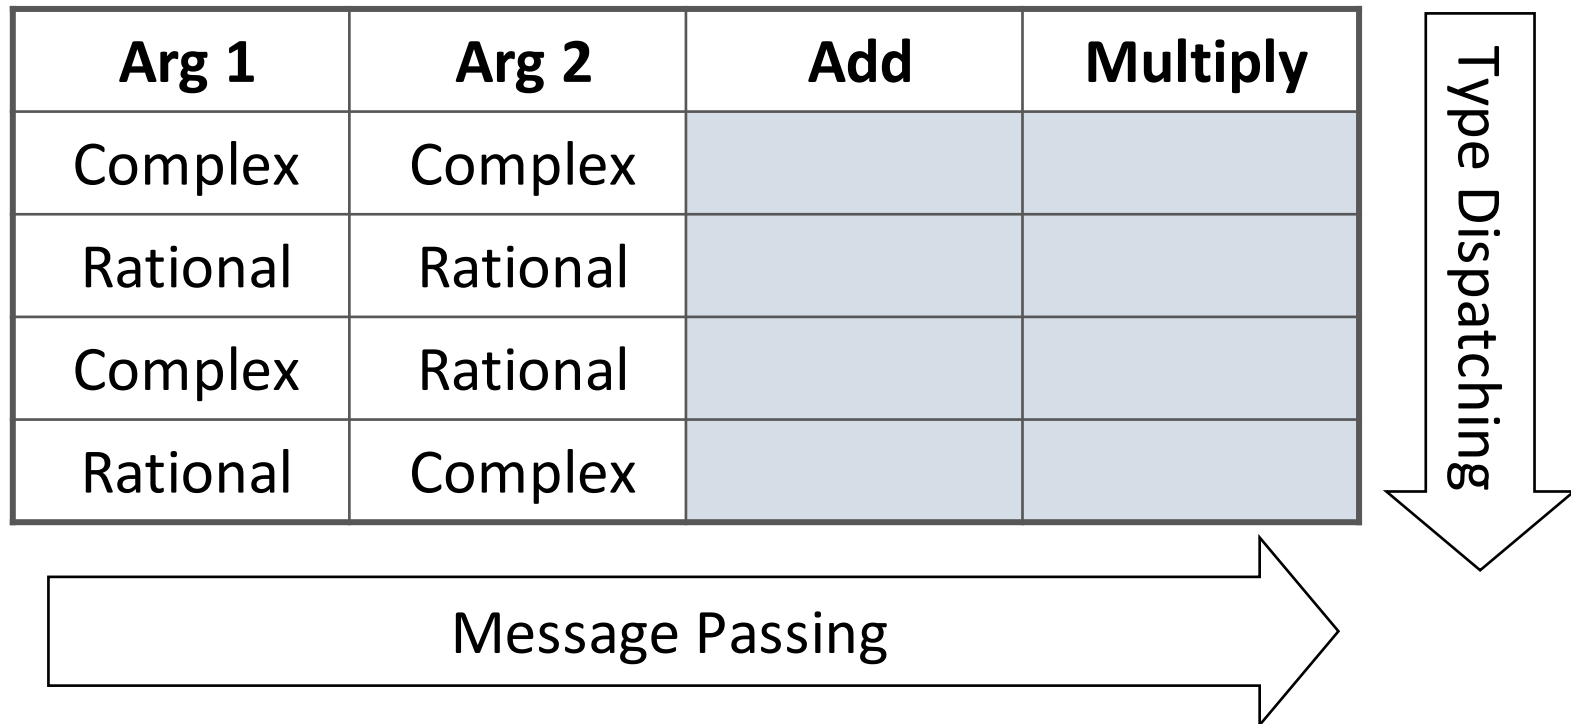 Arg 1 Arg 2 Add Multiply
Complex Complex
Rational Rational
Complex Rational
Rational Complex
Type Dispatching
Message Passing